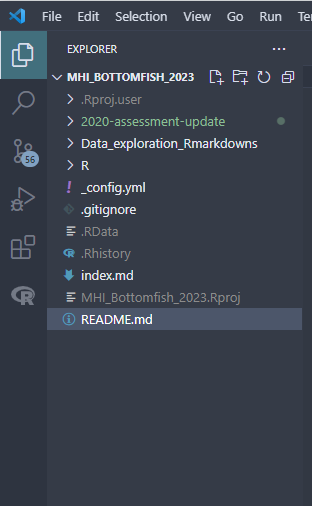 File Edit Selection View Go Run
EXPLORER
MHI_BOTTOMFISH_2023
.Rproj.user
2020-assessment-update
Data_exploration_Rmarkdowns
R
_config.yml
.gitignore
.RData
.Rhistory
index.md
MHI_Bottomfish_2023.Rproj
README.md
56
R